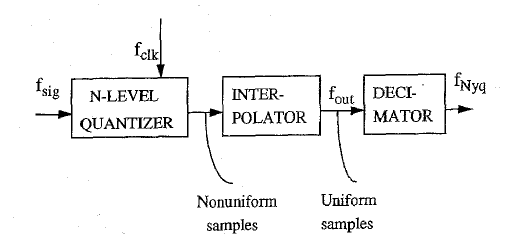 f_clk
f_sig
N-LEVEL
QUANTIZER
INTER-
POLATOR
f_out
DECI-
MATOR
f_Nyq
Nonuniform
samples
Uniform
samples